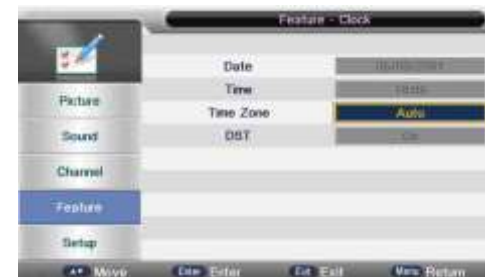 Feature - Clock
Date
Time
Time Zone Auto
DST
Picture
Sound
Channel
Feature
Setup
Move Enter Enter Exit Exit Menu Return